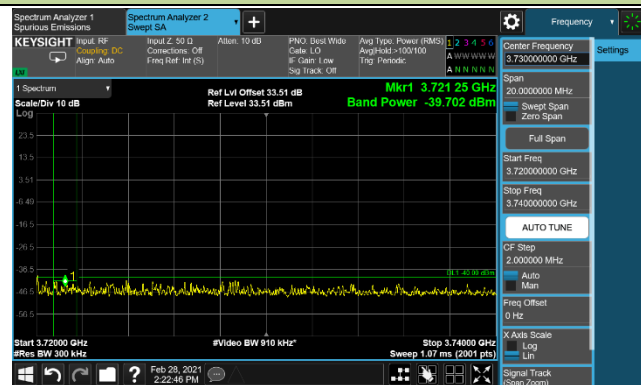 Spectrum Analyzer 1
Spurious Emissions
Spectrum Analyzer 2
Swept SA
Frequency
KEYSIGHT
Input: RF
Coupling: DC
Align: Auto
Input Z: 50 Ω
Corrections: Off
Freq Ref: Int (S)
Atten: 10 dB
PNO: Best Wide
Gate: LO
IF Gain: Low
Sig Track: Off
Avg Type: Power (RMS)
Avg|Hold:>100/100
Trig: Periodic
1 2 3 4 5 6
A W W W W W
A N N N N N
Settings
1 Spectrum
Scale/Div 10 dB
Log
Ref Lvl Offset 33.51 dB
Ref Level 33.51 dBm
Mkr1 3.721 25 GHz
Band Power -39.702 dBm
23.5
13.5
3.51
-6.49
-16.5
-26.5
-36.5
-46.5
-56.5
1
DL1 -40.00 dBm
Start 3.72000 GHz
#Res BW 300 kHz
#Video BW 910 kHz*
Stop 3.74000 GHz
Sweep 1.07 ms (2001 pts)
Center Frequency
3.730000000 GHz
Span
20.0000000 MHz
Swept Span
Zero Span
Full Span
Start Freq
3.720000000 GHz
Stop Freq
3.740000000 GHz
AUTO TUNE
CF Step
2.000000 MHz
Auto
Man
Freq Offset
0 Hz
X Axis Scale
Log
Lin
Signal Track
(Span Zoom)
Feb 28, 2021
2:22:46 PM